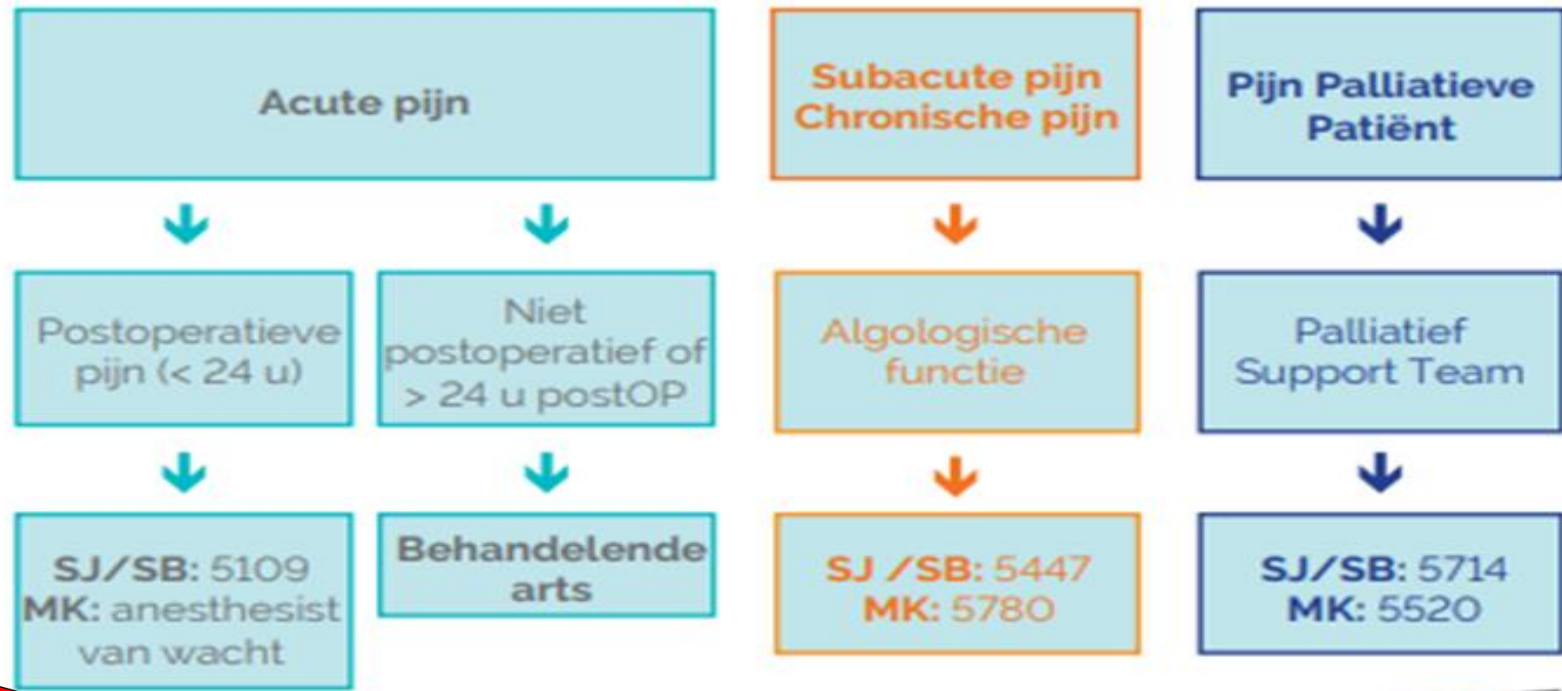 Acute pijn
Subacute pijn
Chronische pijn
Pijn Palliatieve
Patiënt
Postoperatieve
pijn (< 24 u)
Niet
postoperatief of
> 24 u postOP
Algologische
functie
Palliatief
Support Team
SJ/SB: 5109
MK: anesthesist
van wacht
Behandelende
arts
SJ /SB: 5447
MK: 5780
SJ/SB: 5714
MK: 5520